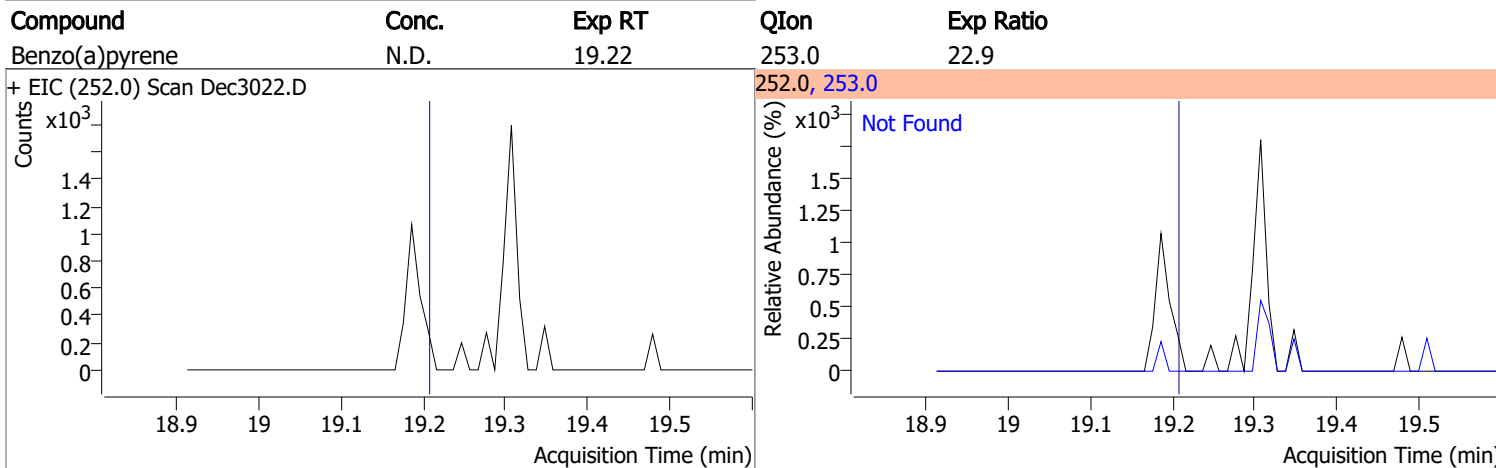 Compound Conc. Exp RT QIon Exp Ratio
Benzo(a)pyrene N.D. 19.22 253.0 22.9
+ EIC (252.0) Scan Dec3022.D
Counts
x10³
1.4
1.2
1
0.8
0.6
0.4
0.2
0
18.9 19 19.1 19.2 19.3 19.4 19.5
Acquisition Time (min)
252.0, 253.0
Relative Abundance (%)
x10³
Not Found
1.5
1.25
1
0.75
0.5
0.25
0
18.9 19 19.1 19.2 19.3 19.4 19.5
Acquisition Time (min)